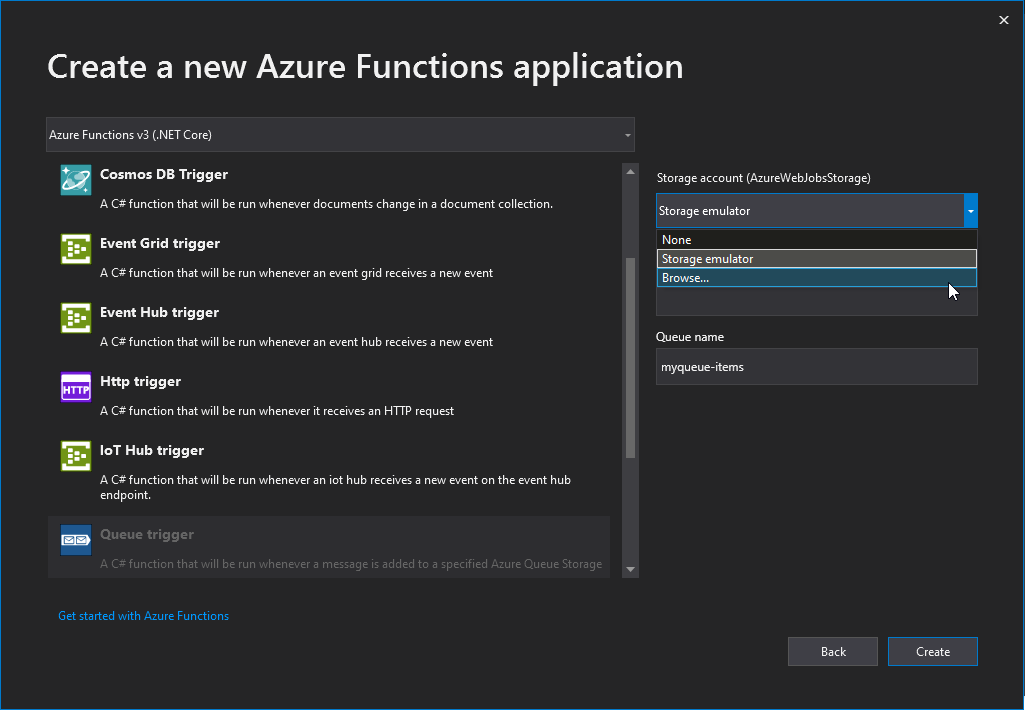 Create a new Azure Functions application
Azure Functions v3 (.NET Core)
Cosmos DB Trigger
A C# function that will be run whenever documents change in a document collection.
Event Grid trigger
A C# function that will be run whenever an event grid receives a new event
Event Hub trigger
A C# function that will be run whenever an event hub receives a new event
HTTP
Http trigger
A C# function that will be run whenever it receives an HTTP request
IoT Hub trigger
A C# function that will be run whenever an iot hub receives a new event on the event hub
endpoint.
Queue trigger
A C# function that will be run whenever a message is added to a specified Azure Queue Storage
Storage account (AzureWebJobsStorage)
Storage emulator
None
Storage emulator
Browse...
Queue name
myqueue-items
Get started with Azure Functions
Back
Create